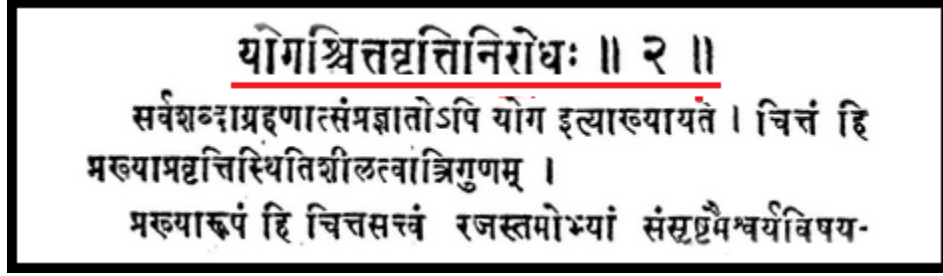 योगश्चित्तवृत्तिनिरोधः ॥ २ ॥
सर्वशब्दाग्रहणात्संप्रज्ञातोऽपि योग इत्याख्यायते । चित्तं हि
प्रख्याप्रवृत्तिस्थितिशीलत्वात्त्रिगुणम् ।
प्रख्यारूपं हि चित्तसत्त्वं रजस्तमोभ्यां संसृष्टमैश्वर्यविषय-